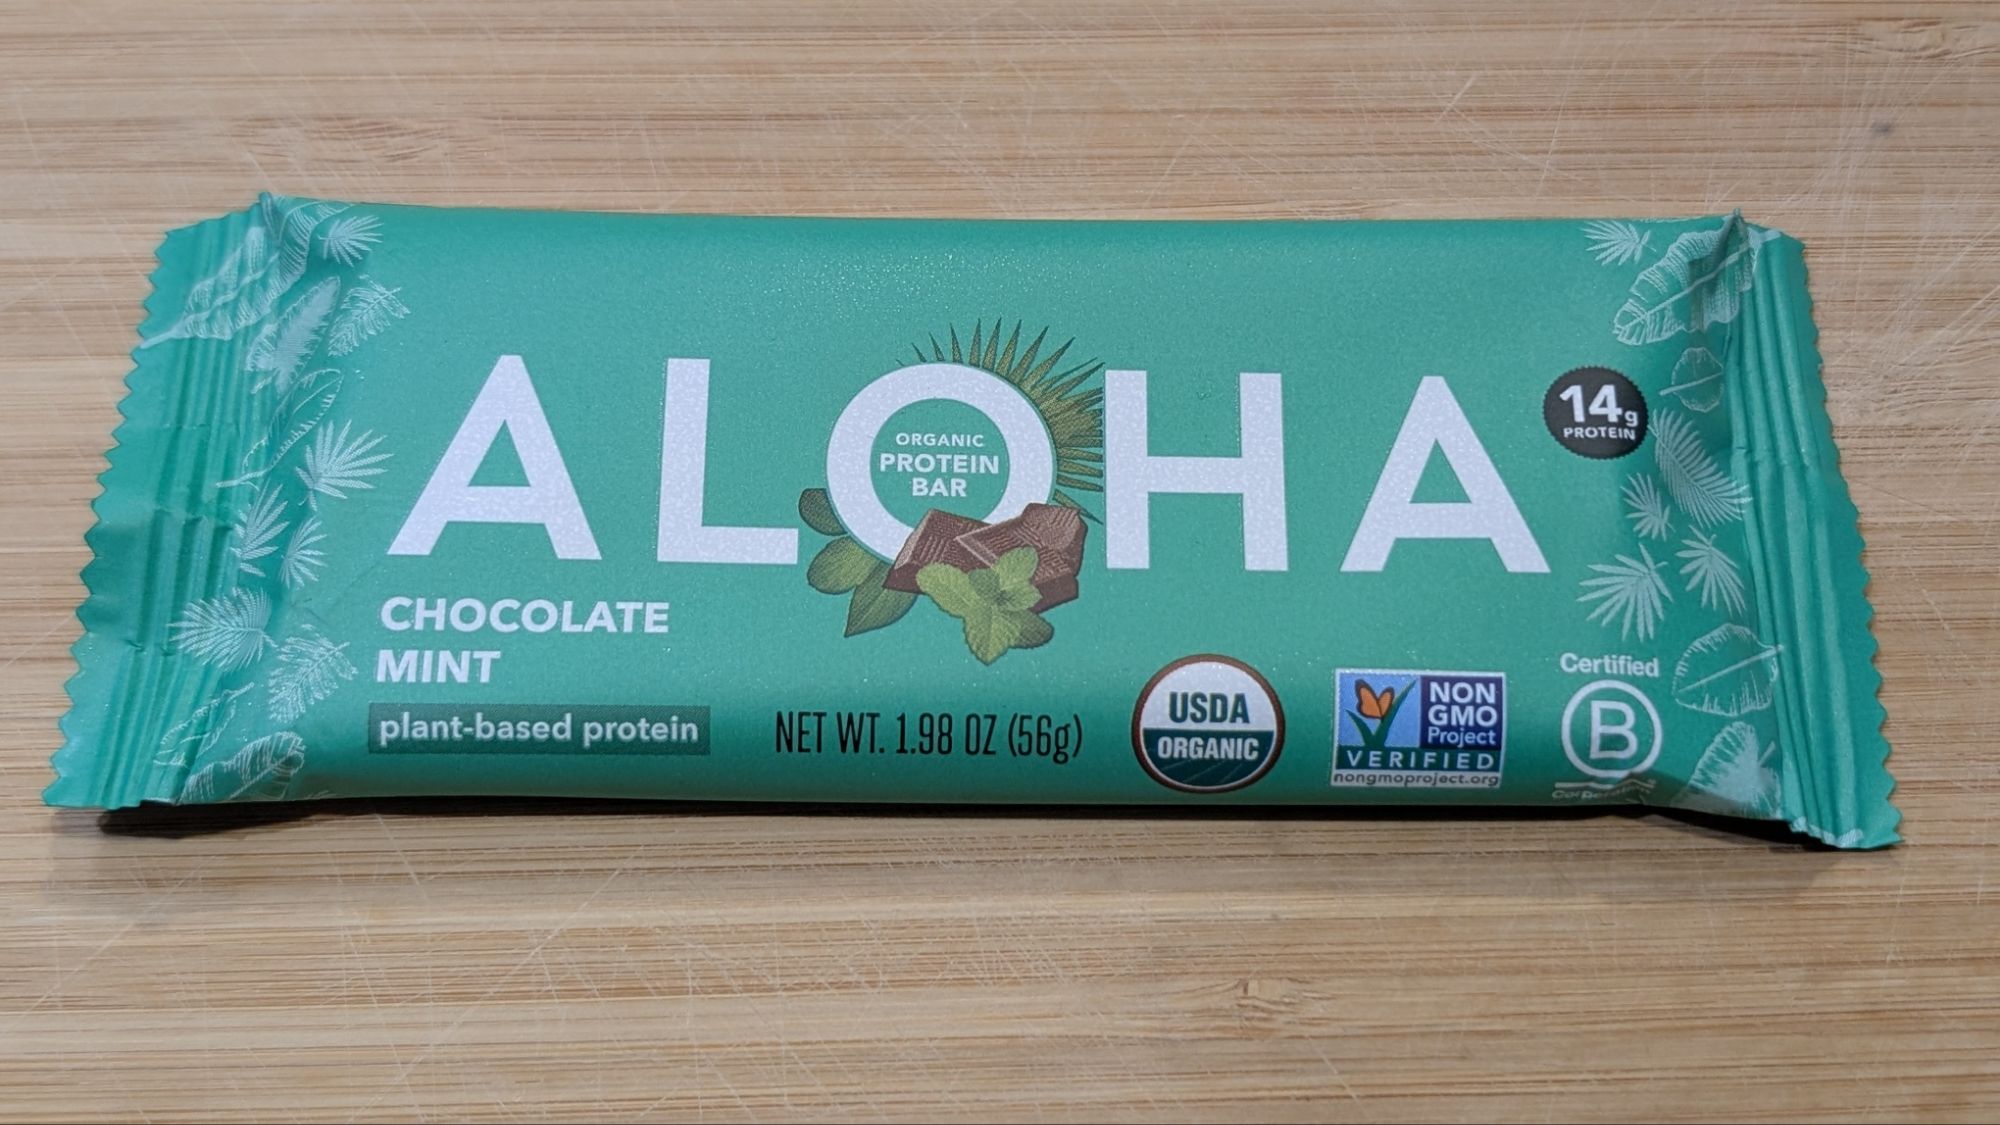 ALOHA
ORGANIC
PROTEIN
BAR
14g
PROTEIN
CHOCOLATE
MINT
plant-based protein
NET WT. 1.98 OZ (56g)
USDA
ORGANIC
NON
GMO
Project
VERIFIED
nongmoproject.org
Certified
B
Corporation